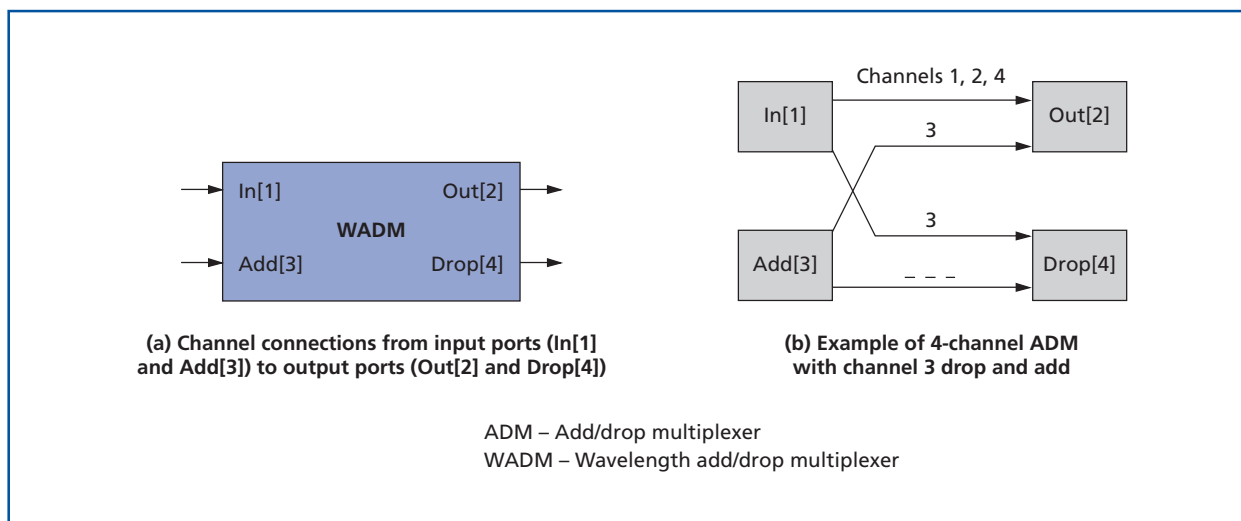 In[1]
Out[2]
WADM
Add[3]
Drop[4]
(a) Channel connections from input ports (In[1]
and Add[3]) to output ports (Out[2] and Drop[4])
Channels 1, 2, 4
In[1]
Out[2]
3
3
Add[3]
Drop[4]
– – –
(b) Example of 4-channel ADM
with channel 3 drop and add
ADM – Add/drop multiplexer
WADM – Wavelength add/drop multiplexer